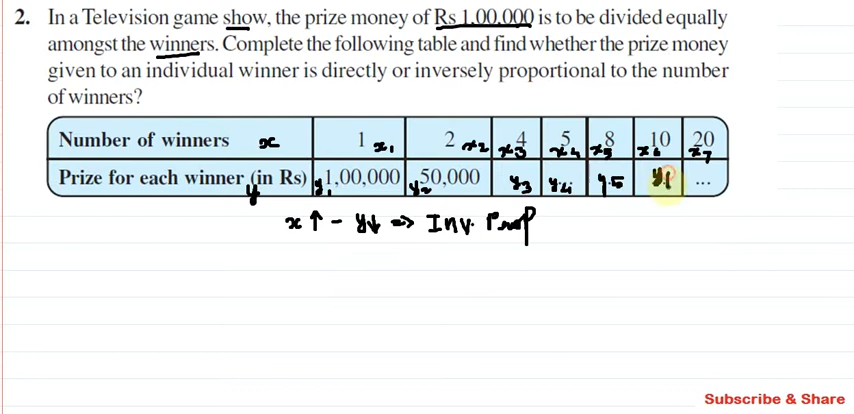 2. In a Television game show, the prize money of Rs 1,00,000 is to be divided equally
amongst the winners. Complete the following table and find whether the prize money
given to an individual winner is directly or inversely proportional to the number
of winners?
Number of winners x 1 x1 2 x2 4 x3 5 x4 8 x5 10 x6 20 x7
Prize for each winner (in Rs) y y1 1,00,000 y2 50,000 y3 y4 y5 y6 ...
x ↑ - y↓ => Inv. Prop
Subscribe & Share